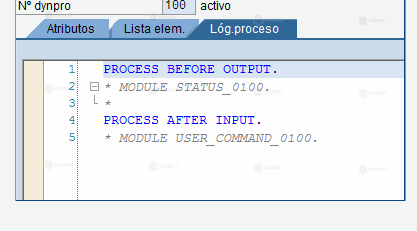 Nº dynpro 100 activo
Atributos Lista elem. Lóg.proceso
1 PROCESS BEFORE OUTPUT.
2 * MODULE STATUS_0100.
3 *
4 PROCESS AFTER INPUT.
5 * MODULE USER_COMMAND_0100.